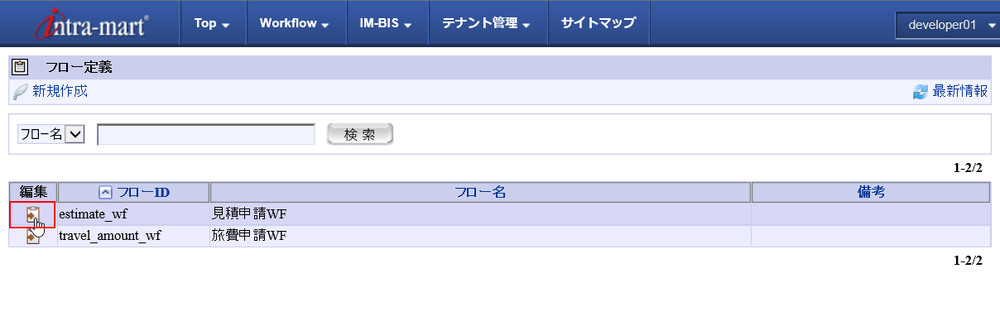 intra-mart® Top Workflow IM-BIS テナント管理 サイトマップ developer01
フロー定義
新規作成 最新情報
フロー名 検 索
1-2/2
編集 フローID フロー名 備考
estimate_wf 見積申請WF
travel_amount_wf 旅費申請WF
1-2/2